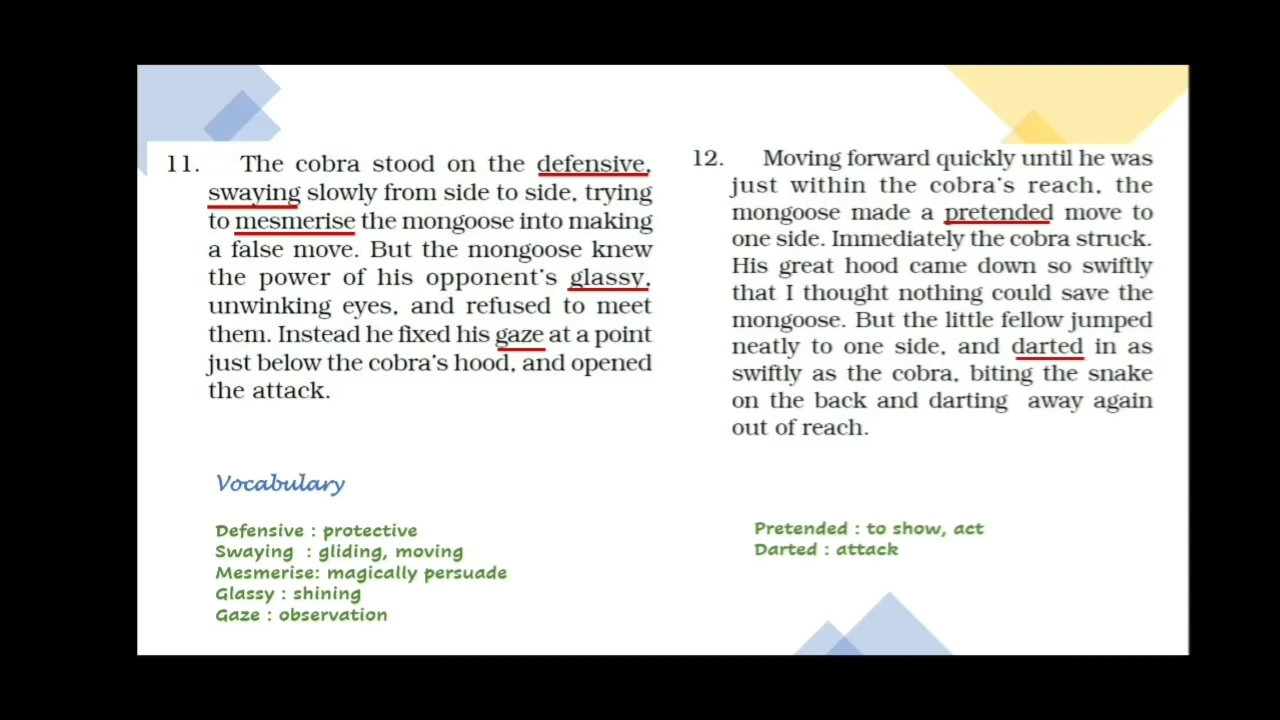 11. The cobra stood on the defensive,
swaying slowly from side to side, trying
to mesmerise the mongoose into making
a false move. But the mongoose knew
the power of his opponent's glassy,
unwinking eyes, and refused to meet
them. Instead he fixed his gaze at a point
just below the cobra's hood, and opened
the attack.
Vocabulary
Defensive : protective
Swaying : gliding, moving
Mesmerise: magically persuade
Glassy : shining
Gaze : observation
12. Moving forward quickly until he was
just within the cobra's reach, the
mongoose made a pretended move to
one side. Immediately the cobra struck.
His great hood came down so swiftly
that I thought nothing could save the
mongoose. But the little fellow jumped
neatly to one side, and darted in as
swiftly as the cobra, biting the snake
on the back and darting away again
out of reach.
Pretended : to show, act
Darted : attack